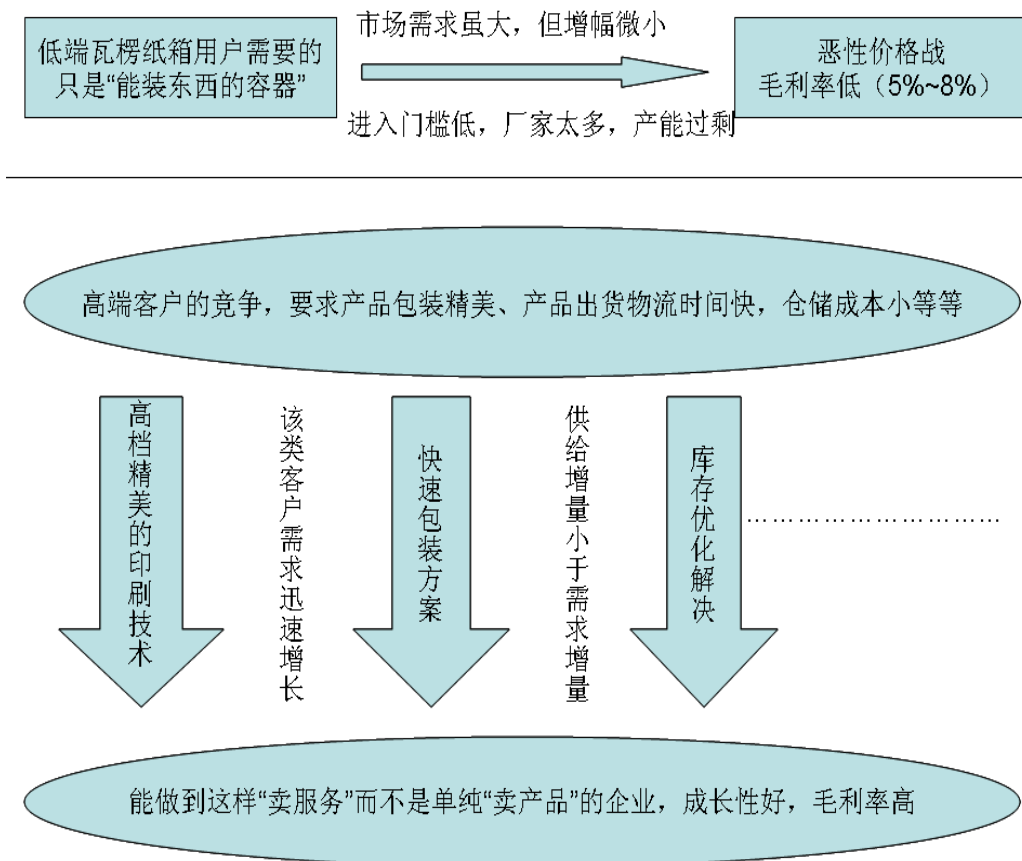 市场需求虽大，但增幅微小
低端瓦楞纸箱用户需要的
只是“能装东西的容器”
恶性价格战
毛利率低（5%~8%）
进入门槛低，厂家太多，产能过剩
高端客户的竞争，要求产品包装精美、产品出货物流时间快，仓储成本小等等
高档精美的印刷技术
该类客户需求迅速增长
快速包装方案
供给增量小于需求增量
库存优化解决
…………………………
能做到这样“卖服务”而不是单纯“卖产品”的企业，成长性好，毛利率高